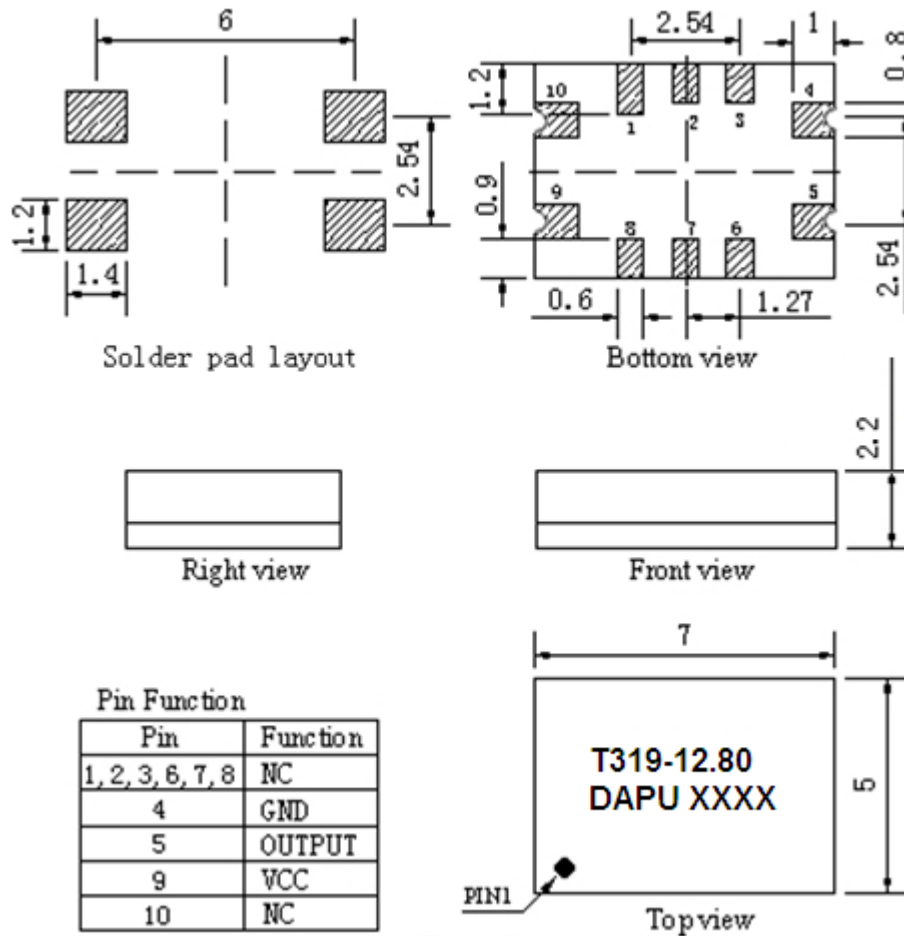 6
2.54
1.2
1.4
Solder pad layout
2.54
1
0.8
1.2
0.9
10
1
2
3
4
9
8
7
6
5
2.54
0.6
1.27
Bottom view
Right view
2.2
Front view
Pin Function
Pin Function
1, 2, 3, 6, 7, 8 NC
4 GND
5 OUTPUT
9 VCC
10 NC
7
T319-12.80
DAPU XXXX
5
PIN1
Top view